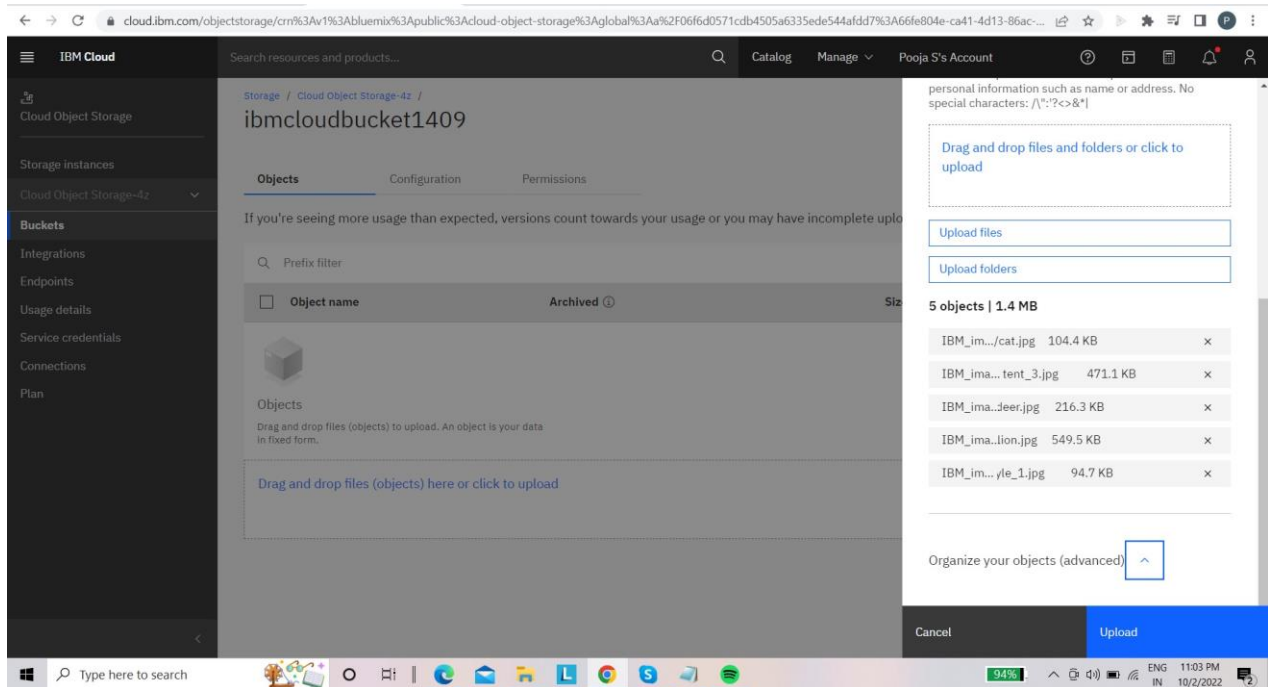 cloud.ibm.com/objectstorage/crn%3Av1%3Abluemix%3Apublic%3Acloud-object-storage%3Aglobal%3Aa%2F06f6d0571cdb4505a6335ede544afdd7%3A66fe804e-ca41-4d13-86ac-...
P
IBM Cloud
Search resources and products...
Catalog
Manage
Pooja S's Account
Cloud Object Storage
Storage instances
Cloud Object Storage-4z
Buckets
Integrations
Endpoints
Usage details
Service credentials
Connections
Plan
Storage / Cloud Object Storage-4z /
ibmcloudbucket1409
Objects Configuration Permissions
If you're seeing more usage than expected, versions count towards your usage or you may have incomplete uplo
Prefix filter
Object name Archived Siz
Objects
Drag and drop files (objects) to upload. An object is your data
in fixed form.
Drag and drop files (objects) here or click to upload
personal information such as name or address. No
special characters: /\":'?<>&*|
Drag and drop files and folders or click to
upload
Upload files
Upload folders
5 objects | 1.4 MB
IBM_im.../cat.jpg 104.4 KB
IBM_ima... tent_3.jpg 471.1 KB
IBM_ima..deer.jpg 216.3 KB
IBM_ima..lion.jpg 549.5 KB
IBM_im... yle_1.jpg 94.7 KB
Organize your objects (advanced)
Cancel Upload
Type here to search
L
S
94%
ENG 11:03 PM
IN 10/2/2022
2